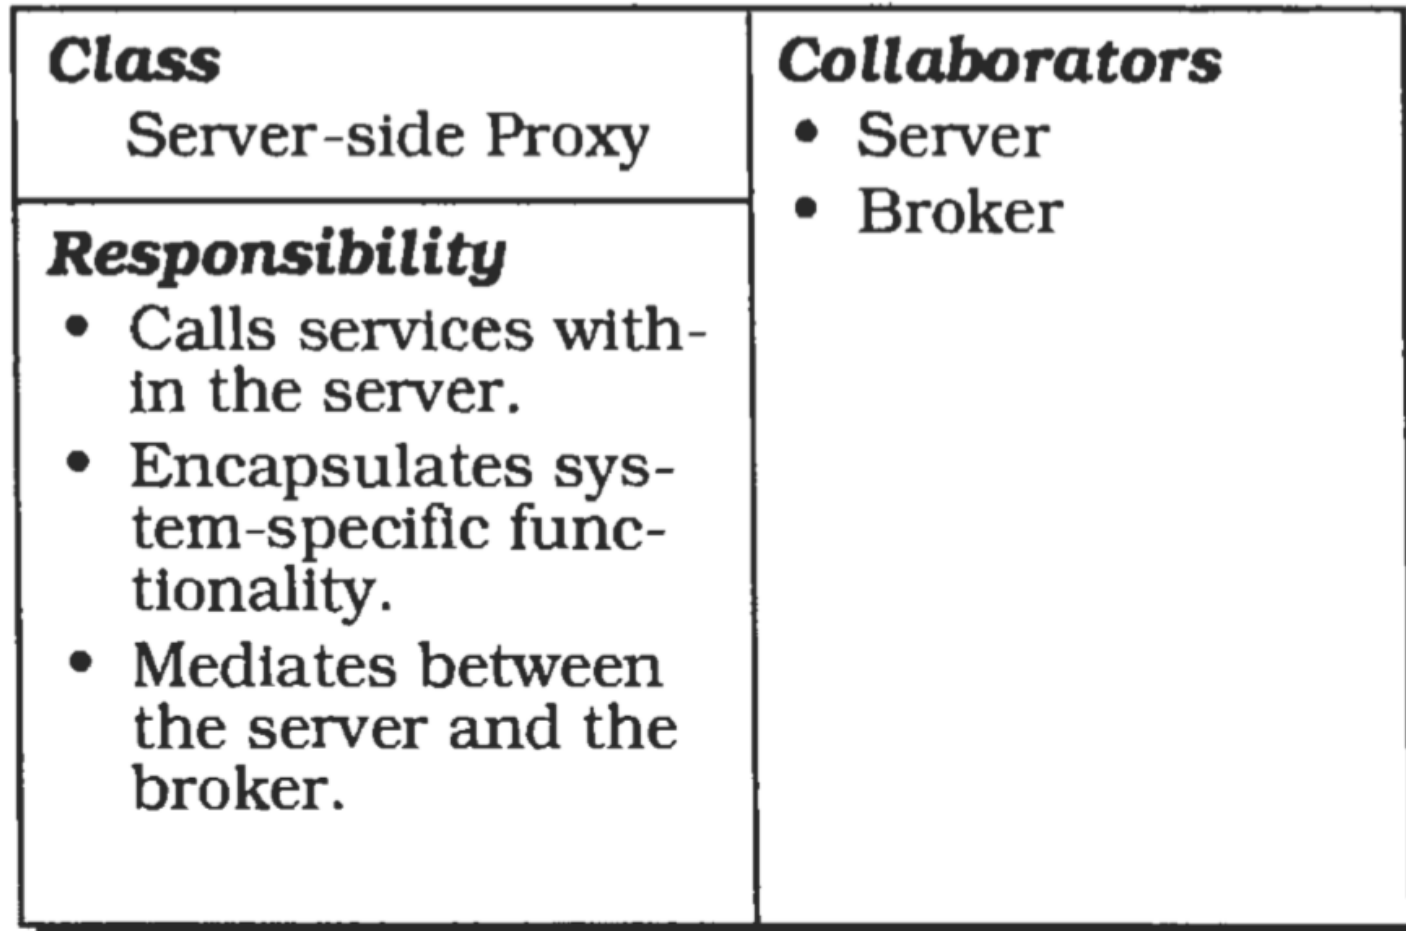 Class
Server-side Proxy
Responsibility
• Calls services with-
in the server.
• Encapsulates sys-
tem-specific func-
tionality.
• Mediates between
the server and the
broker.
Collaborators
• Server
• Broker